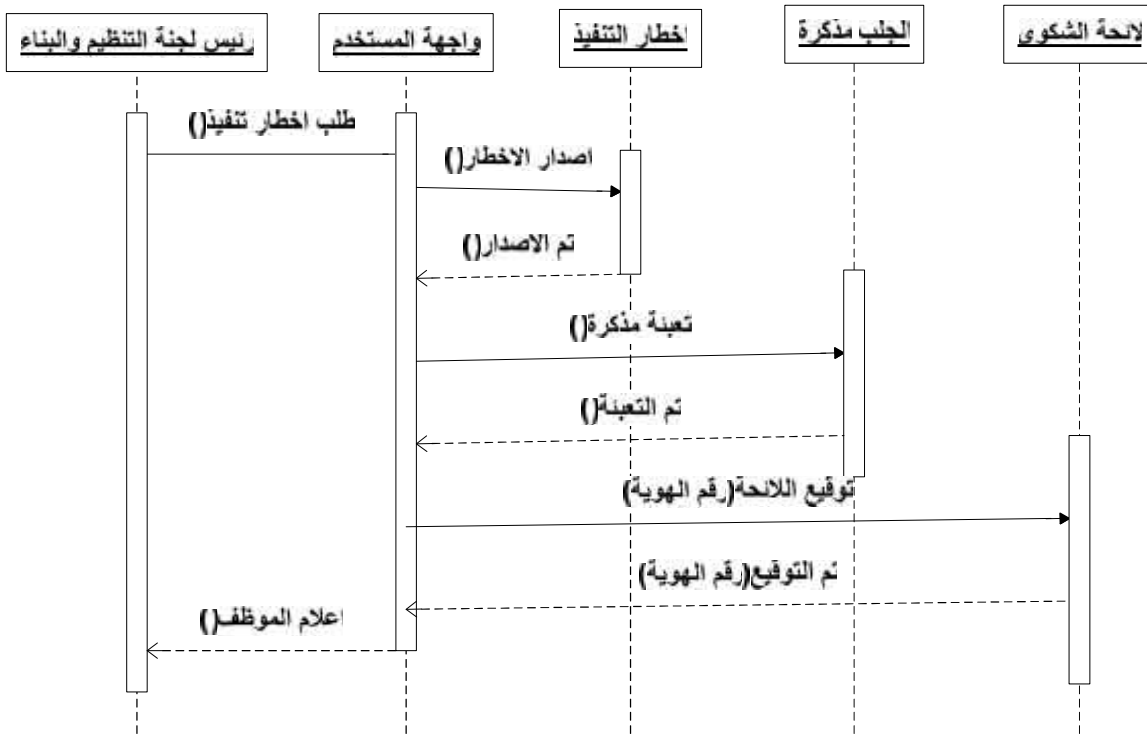 رئيس لجنة التنظيم والبناء
واجهة المستخدم
اخطار التنفيذ
الجلب مذكرة
لائحة الشكوى
طلب اخطار تنفيذ()
اصدار الاخطار()
تم الاصدار()
تعبئة مذكرة()
تم التعبئة()
توقيع اللائحة(رقم الهوية)
تم التوقيع(رقم الهوية)
اعلام الموظف()